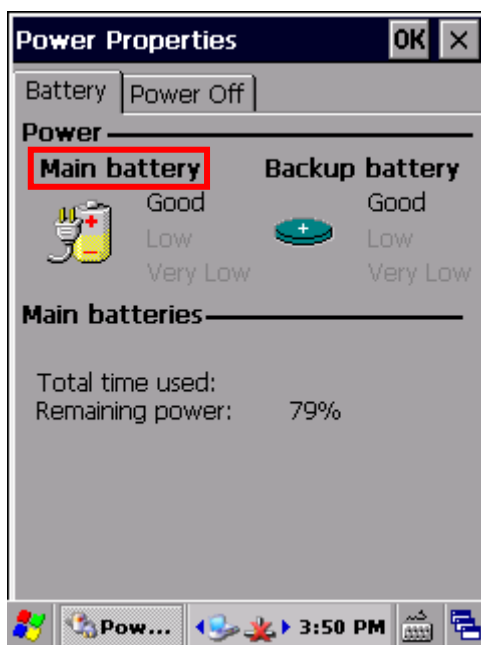 Power Properties OK ×
Battery Power Off
Power
Main battery Backup battery
Good Good
Low Low
Very Low Very Low
Main batteries
Total time used:
Remaining power: 79%
Pow... 3:50 PM